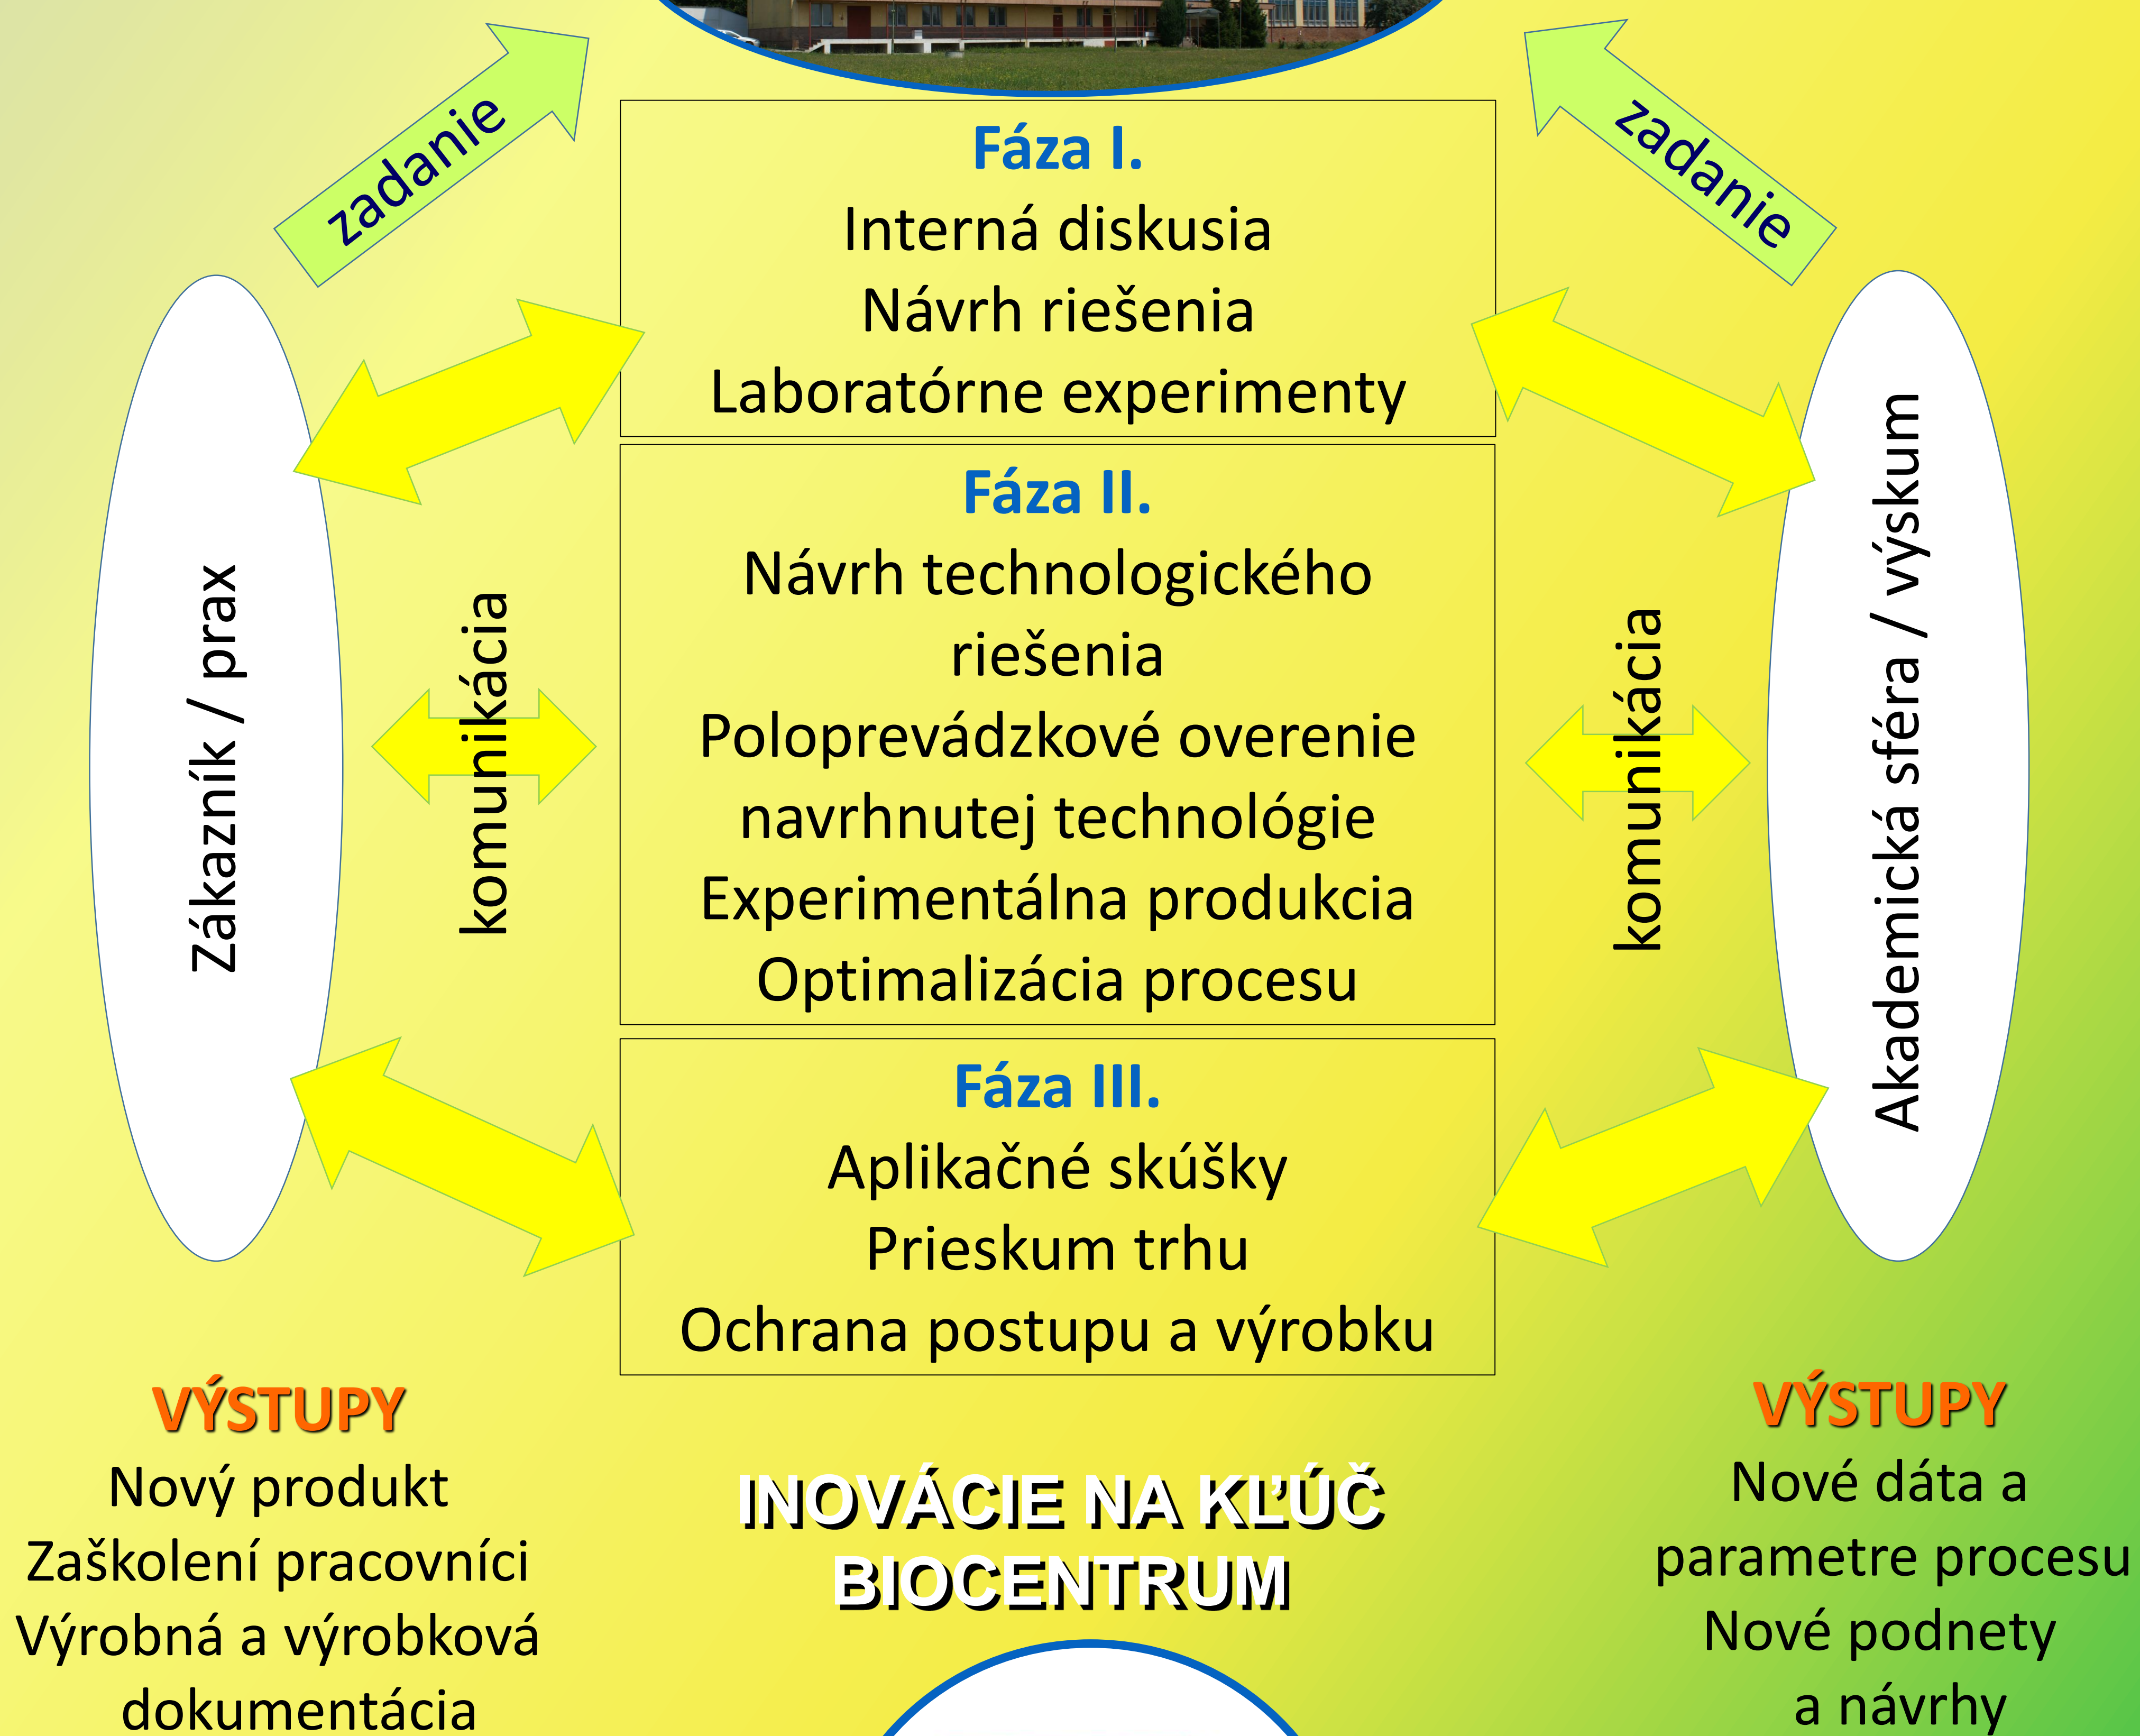 zadanie
zadanie
Fáza I.
Interná diskusia
Návrh riešenia
Laboratórne experimenty
Fáza II.
Návrh technologického
riešenia
Poloprevádzkové overenie
navrhnutej technológie
Experimentálna produkcia
Optimalizácia procesu
Fáza III.
Aplikačné skúšky
Prieskum trhu
Ochrana postupu a výrobku
Zákazník / prax
komunikácia
komunikácia
Akademická sféra / výskum
VÝSTUPY
Nový produkt
Zaškolení pracovníci
Výrobná a výrobková
dokumentácia
INOVÁCIE NA KĽÚČ
BIOCENTRUM
VÝSTUPY
Nové dáta a
parametre procesu
Nové podnety
a návrhy